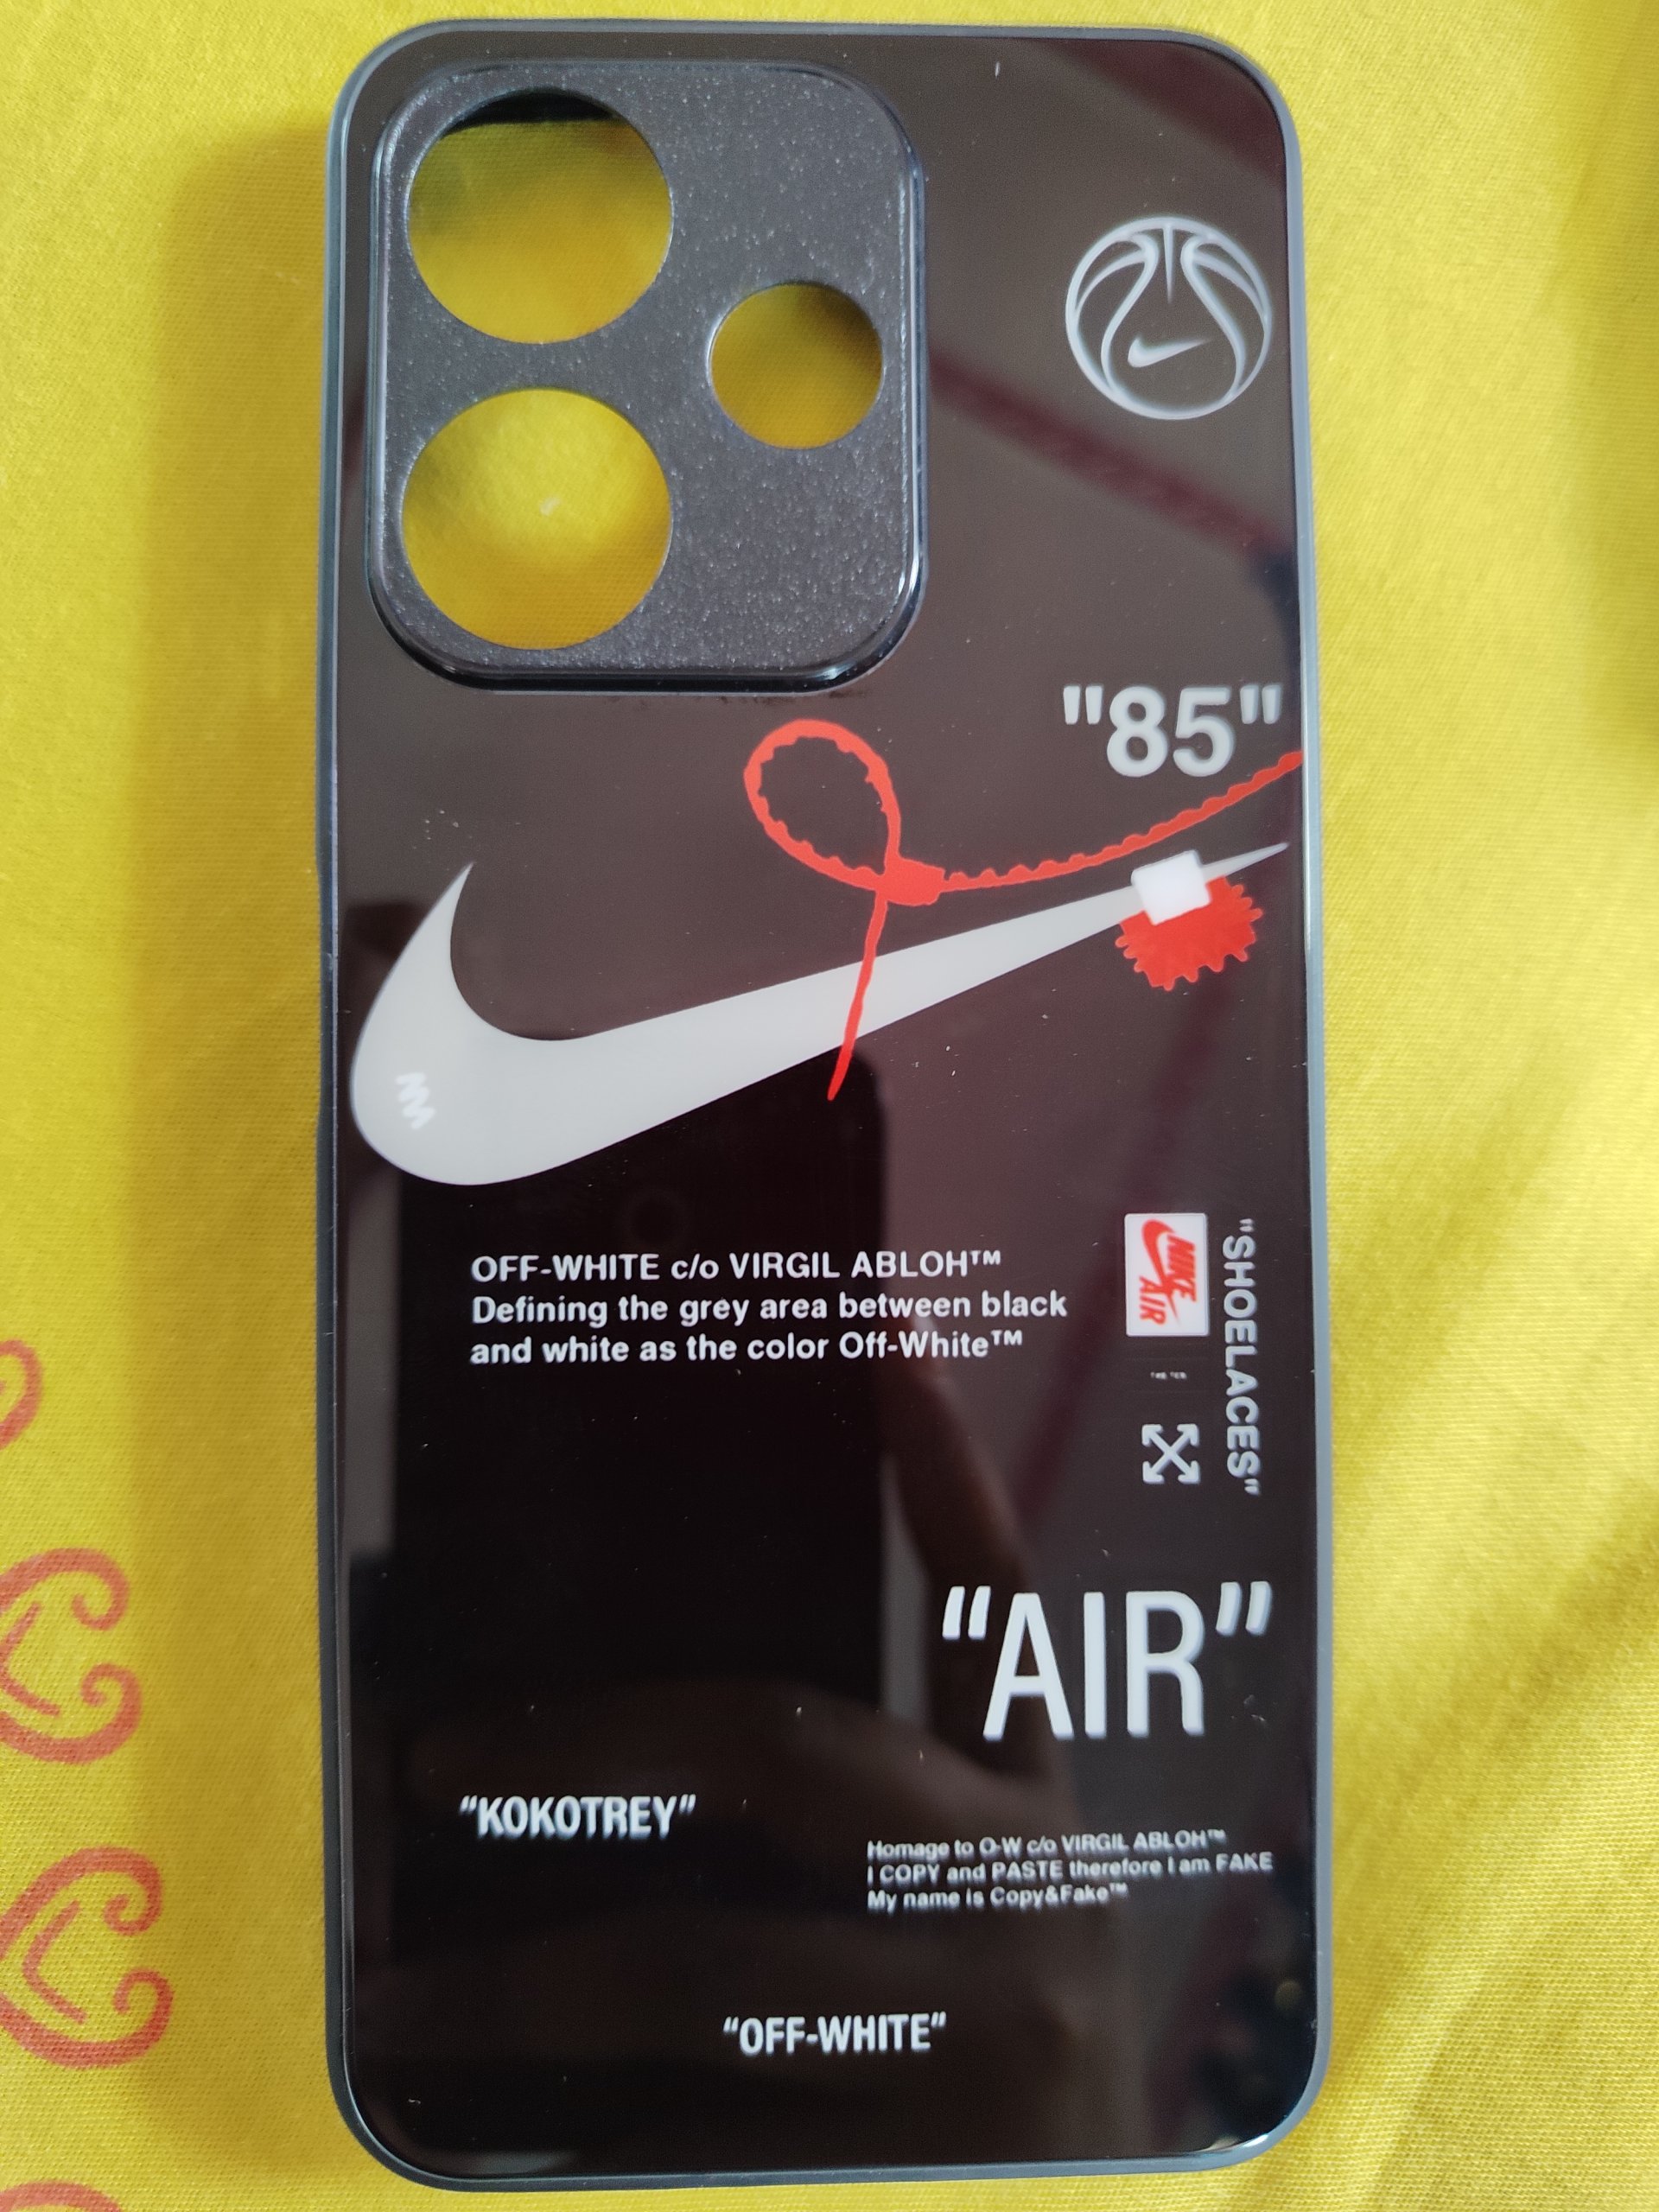 "85"
OFF-WHITE c/o VIRGIL ABLOH™
Defining the grey area between black
and white as the color Off-White™
NIKE
AIR
"SHOELACES"
"AIR"
"KOKOTREY"
Homage to O-W c/o VIRGIL ABLOH™
I COPY and PASTE therefore I am FAKE
My name is Copy&Fake™
"OFF-WHITE"